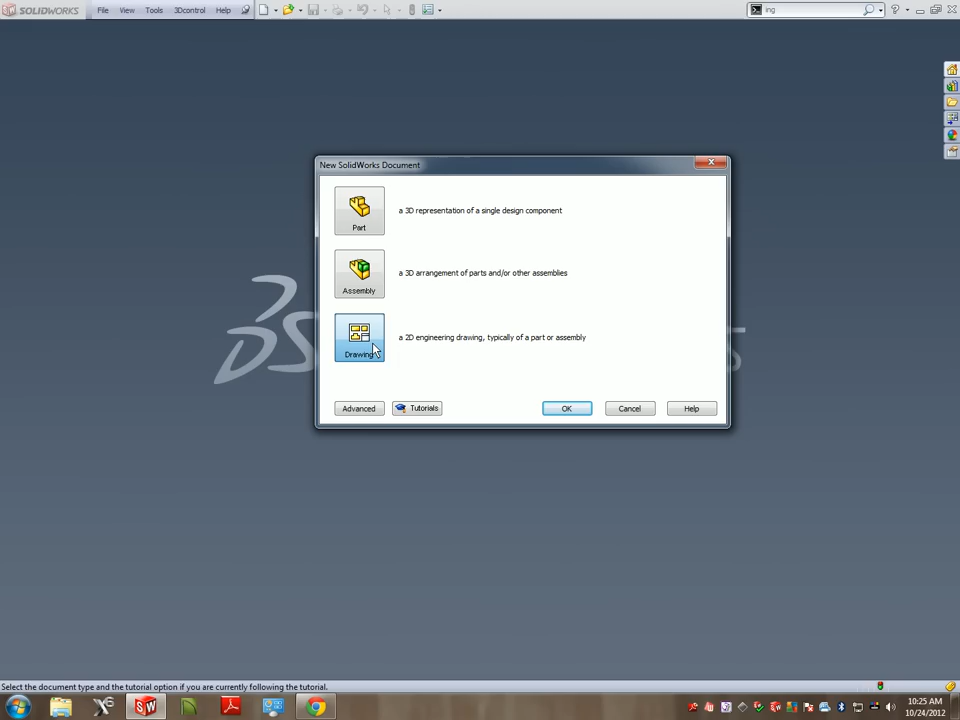 SOLIDWORKS File View Tools 3Dcontrol Help ing ?
New SolidWorks Document
Part a 3D representation of a single design component
Assembly a 3D arrangement of parts and/or other assemblies
Drawing a 2D engineering drawing, typically of a part or assembly
Advanced Tutorials OK Cancel Help
Select the document type and the tutorial option if you are currently following the tutorial.
10:25 AM
10/24/2012